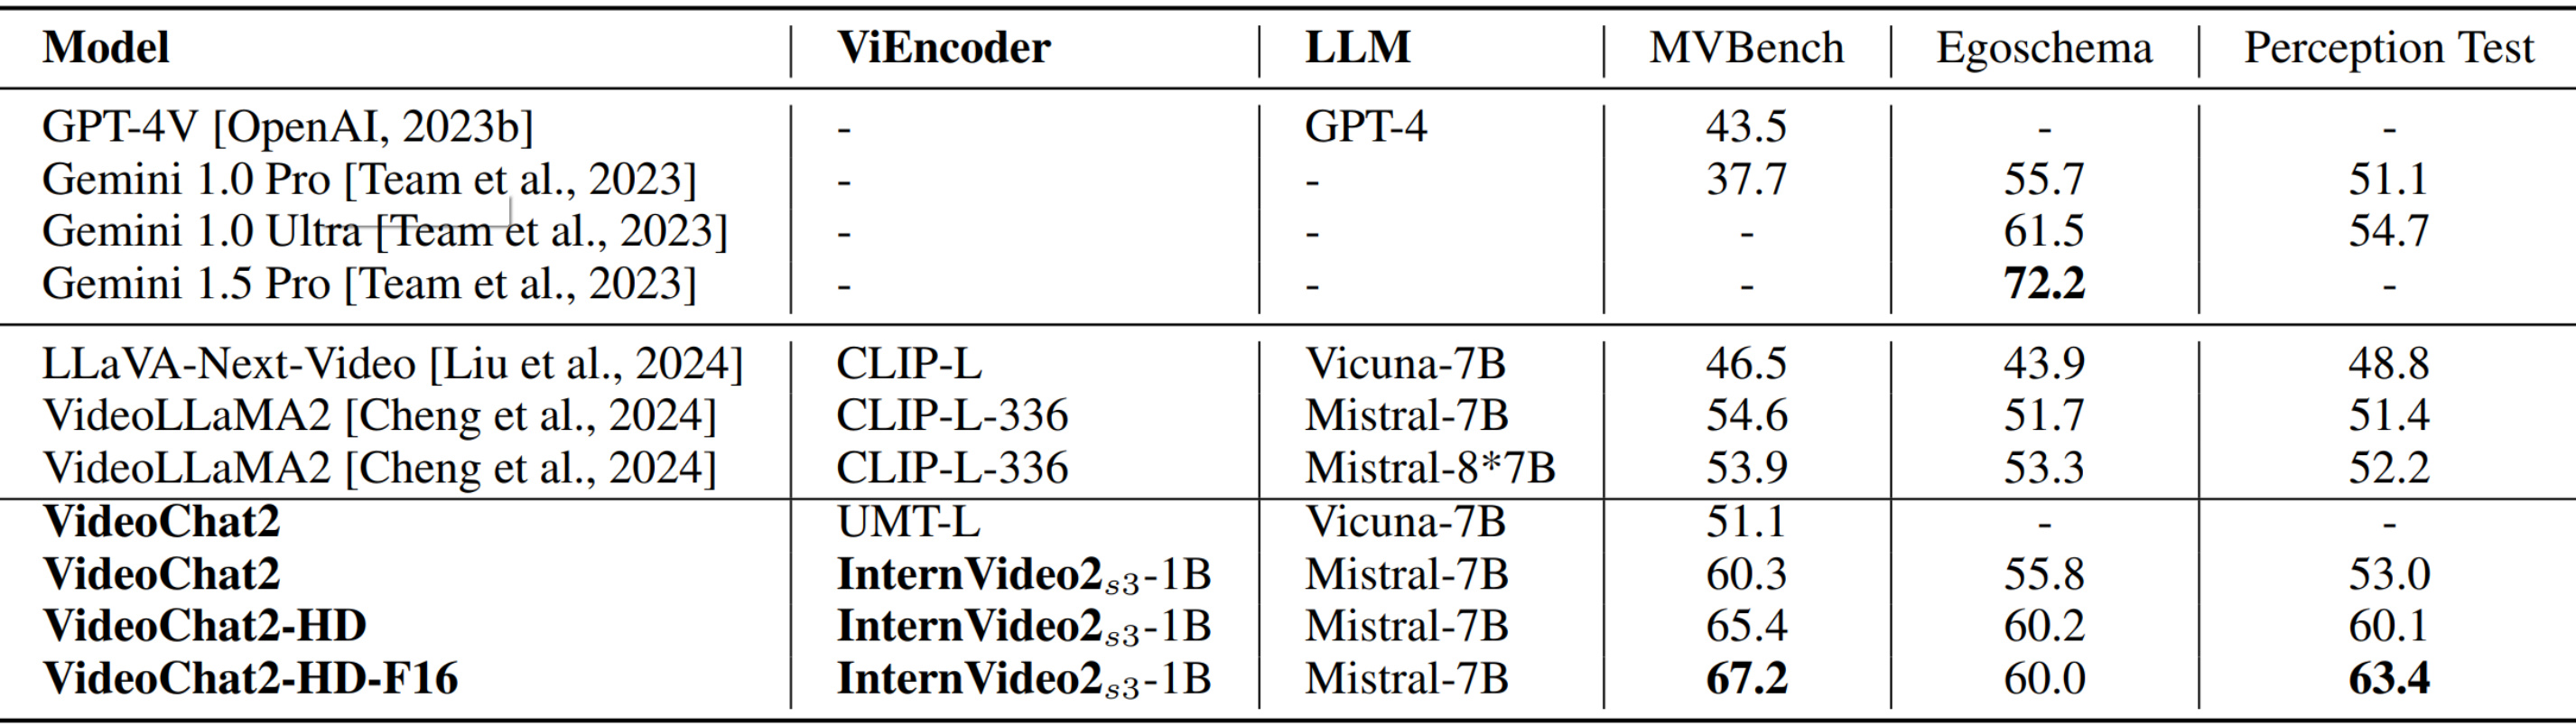 Model ViEncoder LLM MVBench Egoschema Perception Test
GPT-4V [OpenAI, 2023b] - GPT-4 43.5 - -
Gemini 1.0 Pro [Team et al., 2023] - - 37.7 55.7 51.1
Gemini 1.0 Ultra [Team et al., 2023] - - - 61.5 54.7
Gemini 1.5 Pro [Team et al., 2023] - - - 72.2 -
LLaVA-Next-Video [Liu et al., 2024] CLIP-L Vicuna-7B 46.5 43.9 48.8
VideoLLaMA2 [Cheng et al., 2024] CLIP-L-336 Mistral-7B 54.6 51.7 51.4
VideoLLaMA2 [Cheng et al., 2024] CLIP-L-336 Mistral-8*7B 53.9 53.3 52.2
VideoChat2 UMT-L Vicuna-7B 51.1 - -
VideoChat2 InternVideo2s3-1B Mistral-7B 60.3 55.8 53.0
VideoChat2-HD InternVideo2s3-1B Mistral-7B 65.4 60.2 60.1
VideoChat2-HD-F16 InternVideo2s3-1B Mistral-7B 67.2 60.0 63.4